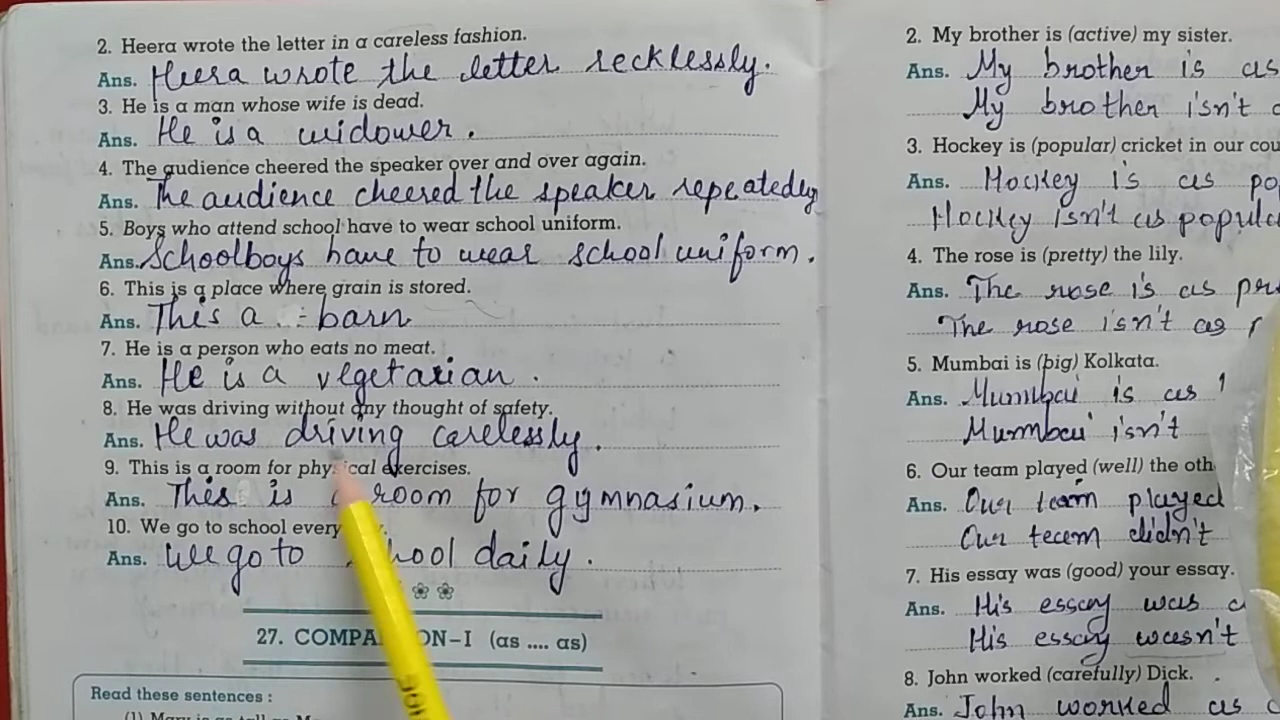 2. Heera wrote the letter in a careless fashion.
Ans. Heera wrote the letter recklessly.
3. He is a man whose wife is dead.
Ans. He is a widower.
4. The audience cheered the speaker over and over again.
Ans. The audience cheered the speaker repeatedly
5. Boys who attend school have to wear school uniform.
Ans. Schoolboys have to wear school uniform.
6. This is a place where grain is stored.
Ans. This a barn
7. He is a person who eats no meat.
Ans. He is a vegetarian.
8. He was driving without any thought of safety.
Ans. He was driving carelessly.
9. This is a room for physical exercises.
Ans. This is a room for gymnasium.
10. We go to school every
Ans. We go to school daily.
27. COMPARISON–I (as .... as)
Read these sentences :
2. My brother is (active) my sister.
Ans. My brother is as
My brother isn't
3. Hockey is (popular) cricket in our
Ans. Hockey is as
Hockey isn't as
4. The rose is (pretty) the lily.
Ans. The rose is as
The rose isn't as
5. Mumbai is (big) Kolkata.
Ans. Mumbai is as
Mumbai isn't
6. Our team played (well) the
Ans. Our team played
Our team didn't
7. His essay was (good) your essay.
Ans. His essay was
His essay wasn't
8. John worked (carefully) Dick.
Ans. John worked as